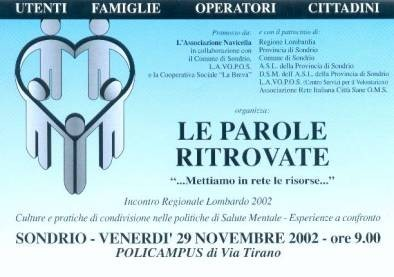 UTENTI FAMIGLIE OPERATORI CITTADINI
Promosso da:
L'Associazione Navicella
in collaborazione con
il Comune di Sondrio,
L.A.VO.P.O.S.
e la Cooperativa Sociale "La Breva"
e con il patrocinio di:
Regione Lombardia
Provincia di Sondrio
Comune di Sondrio
A.S.L. della Provincia di Sondrio
D.S.M. dell'A.S.L. della Provincia di Sondrio
L.A.VO.P.O.S. (Centro Servizi per il Volontariato)
Associazione Rete Italiana Città Sane O.M.S.
organizza:
LE PAROLE
RITROVATE
"...Mettiamo in rete le risorse..."
Incontro Regionale Lombardo 2002
Culture e pratiche di condivisione nelle politiche di Salute Mentale - Esperienze a confronto
SONDRIO - VENERDI' 29 NOVEMBRE 2002 - ore 9.00
POLICAMPUS di Via Tirano